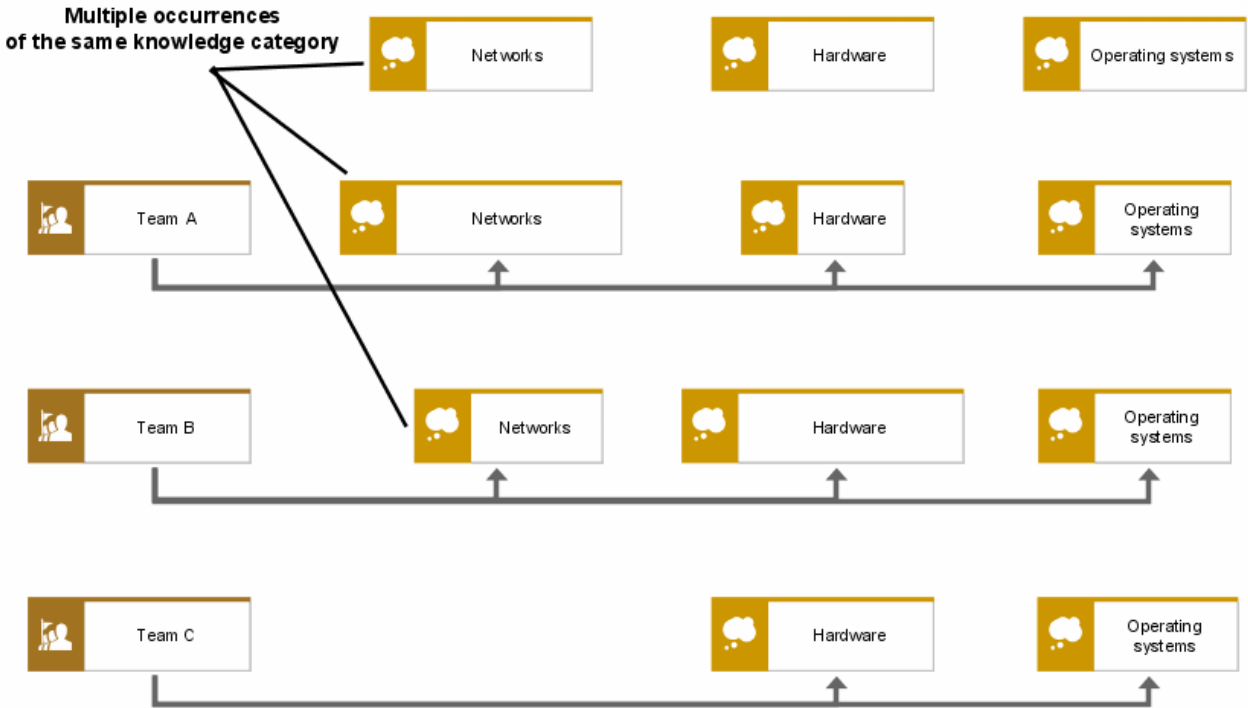 Multiple occurrences
of the same knowledge category
Networks
Hardware
Operating systems
Team A
Networks
Hardware
Operating
systems
Team B
Networks
Hardware
Operating
systems
Team C
Hardware
Operating
systems